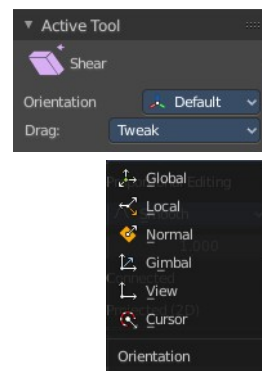 Active Tool
Shear
Orientation Default
Drag: Tweak
Global
Local
Normal
Gimbal
View
Cursor
Orientation